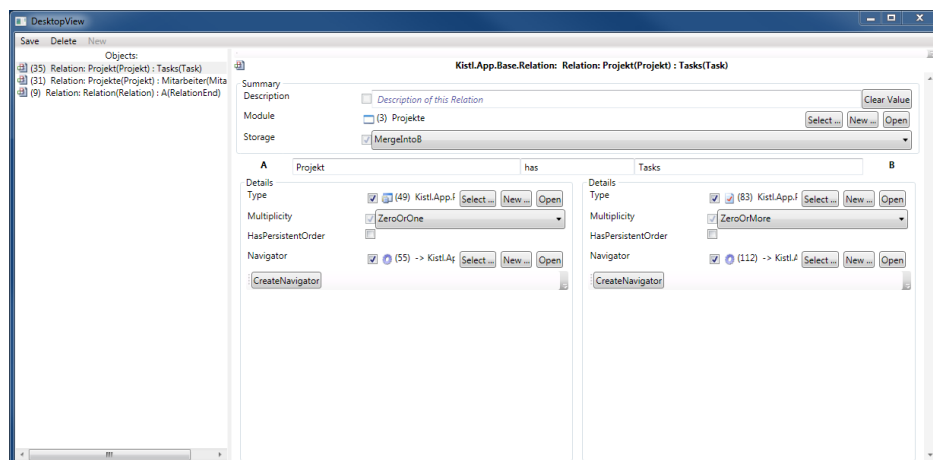 DesktopView
Save Delete New
Objects:
(35) Relation: Projekt(Projekt) : Tasks(Task)
(31) Relation: Projekte(Projekte) : Mitarbeiter(Mita
(9) Relation: Relation(Relation) : A(RelationEnd)
Kistl.App.Base.Relation: Relation: Projekt(Projekt) : Tasks(Task)
Summary
Description Description of this Relation Clear Value
Module (3) Projekte Select ... New ... Open
Storage MergeIntoB
A Projekt has Tasks B
Details
Type (49) Kistl.App.F Select ... New ... Open
Multiplicity ZeroOrOne
HasPersistentOrder
Navigator (55) -> Kistl.Ap Select ... New ... Open
CreateNavigator
Details
Type (83) Kistl.App.F Select ... New ... Open
Multiplicity ZeroOrMore
HasPersistentOrder
Navigator (112) -> Kistl.A Select ... New ... Open
CreateNavigator